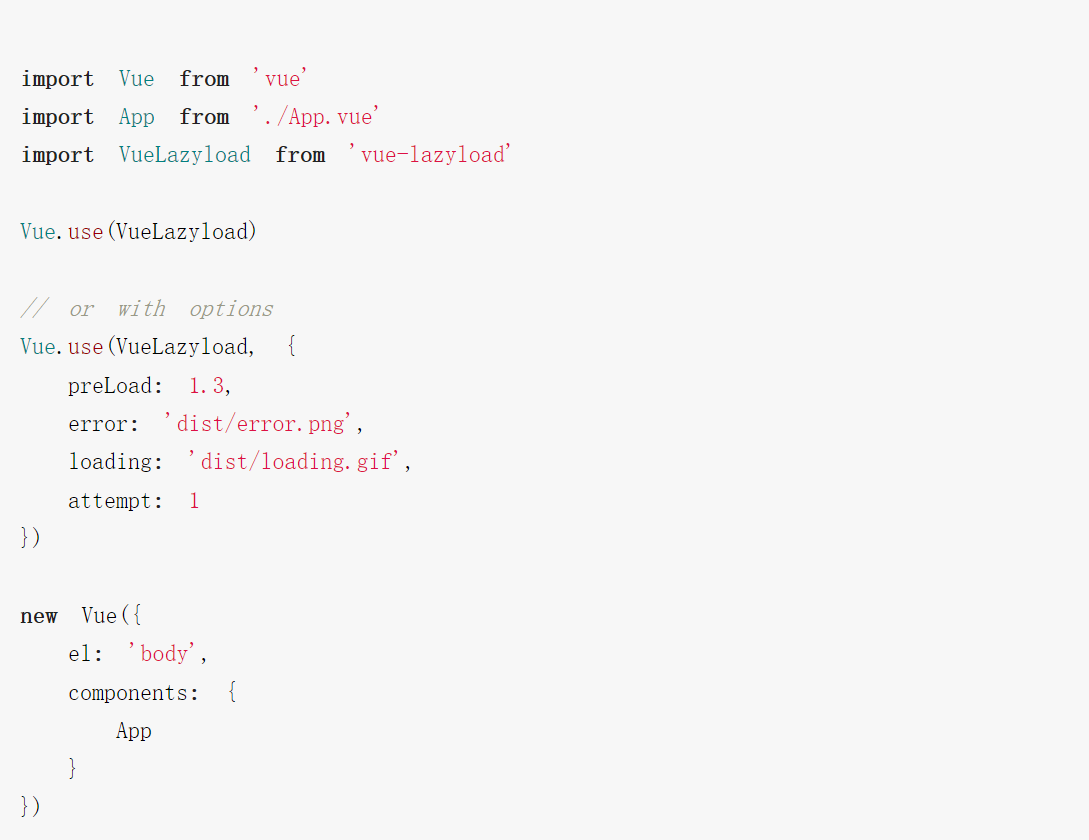 import Vue from 'vue'
import App from './App.vue'
import VueLazyload from 'vue-lazyload'
Vue.use(VueLazyload)
// or with options
Vue.use(VueLazyload, {
preLoad: 1.3,
error: 'dist/error.png',
loading: 'dist/loading.gif',
attempt: 1
})
new Vue({
el: 'body',
components: {
App
}
})